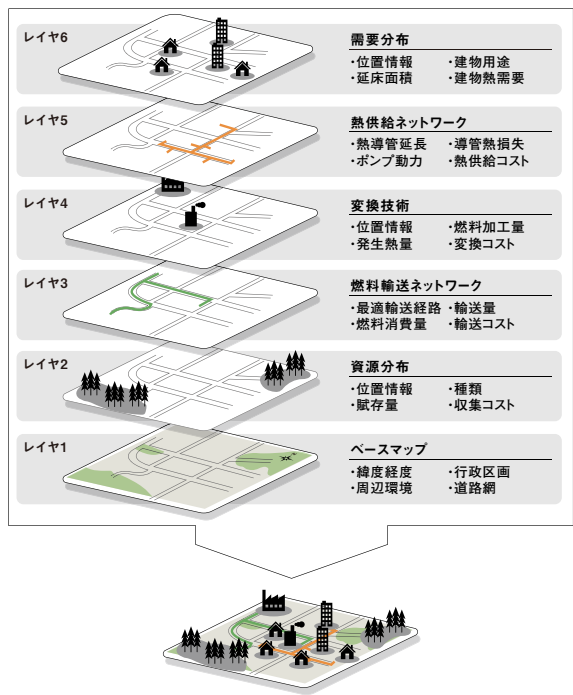 レイヤ6
需要分布
・位置情報 ・建物用途
・延床面積 ・建物熱需要
レイヤ5
熱供給ネットワーク
・熱導管延長 ・導管熱損失
・ポンプ動力 ・熱供給コスト
レイヤ4
変換技術
・位置情報 ・燃料加工量
・発生熱量 ・変換コスト
レイヤ3
燃料輸送ネットワーク
・最適輸送経路 ・輸送量
・燃料消費量 ・輸送コスト
レイヤ2
資源分布
・位置情報 ・種類
・賦存量 ・収集コスト
レイヤ1
ベースマップ
・緯度経度 ・行政区画
・周辺環境 ・道路網